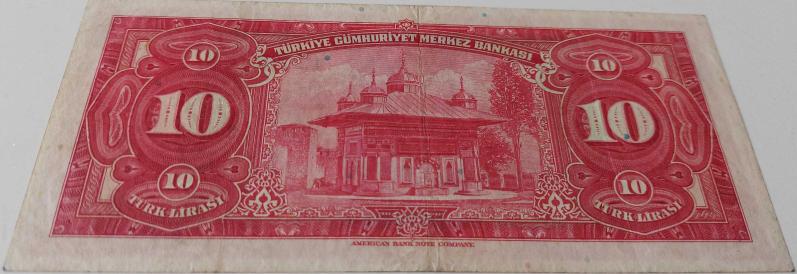 TÜRKİYE CÜMHURİYET MERKEZ BANKASI
10 10
10 10
10 10
TÜRK LİRASI TÜRK LİRASI
AMERICAN BANK NOTE COMPANY.